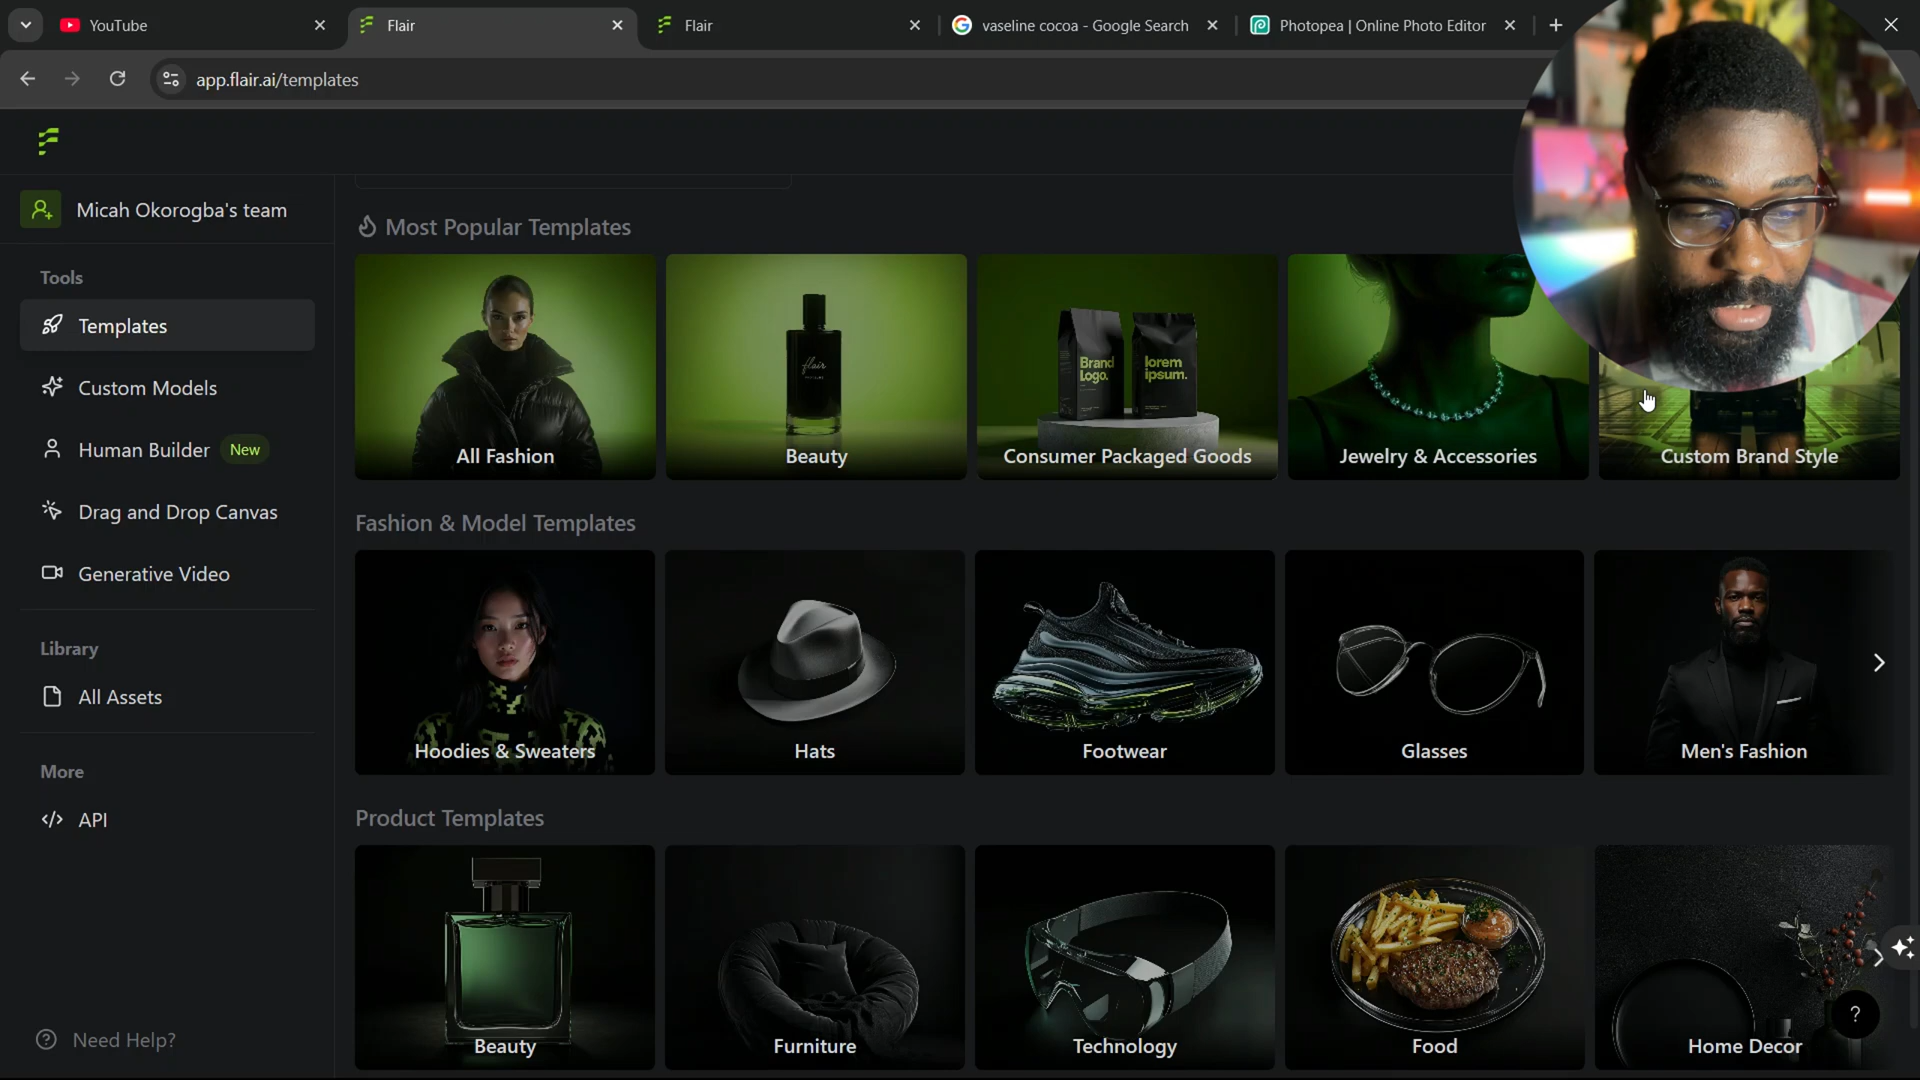 YouTube
Flair
Flair
vaseline cocoa - Google Search
Photopea | Online Photo Editor
app.flair.ai/templates
Micah Okorogba's team
Tools
Templates
Custom Models
Human Builder New
Drag and Drop Canvas
Generative Video
Library
All Assets
More
API
Need Help?
Most Popular Templates
flair
Brand
Logo.
lorem
ipsum.
All Fashion
Beauty
Consumer Packaged Goods
Jewelry & Accessories
Custom Brand Style
Fashion & Model Templates
Hoodies & Sweaters
Hats
Footwear
Glasses
Men's Fashion
Product Templates
Beauty
Furniture
Technology
Food
Home Decor
?